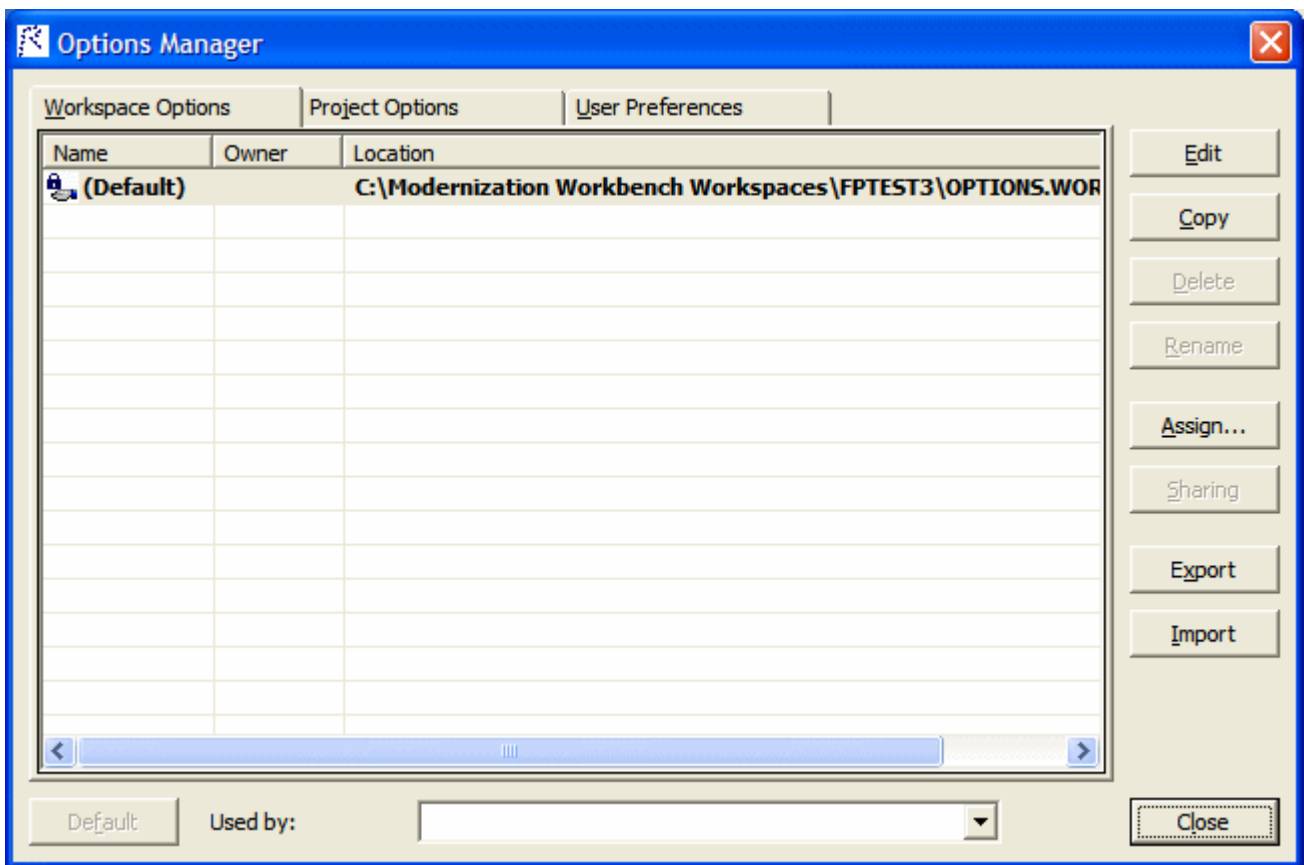 Options Manager
Workspace Options Project Options User Preferences
Name Owner Location
(Default) C:\Modernization Workbench Workspaces\FPTEST3\OPTIONS.WOR
Edit
Copy
Delete
Rename
Assign...
Sharing
Export
Import
Default Used by: Close